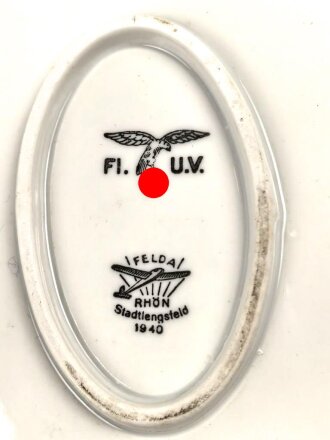 Fl. U.V.
FELDA
RHÖN
Stadtlengsfeld
1940